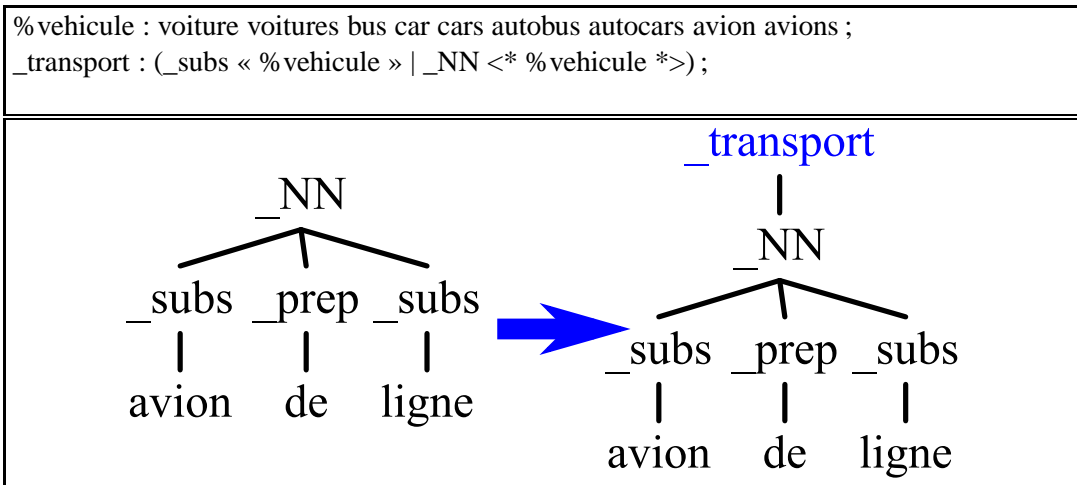 %vehicule : voiture voitures bus car cars autobus autocars avion avions ;
_transport : (_subs « %vehicule » | _NN <* %vehicule *>) ;
_NN
_subs _prep _subs
avion de ligne
_transport
_NN
_subs _prep _subs
avion de ligne